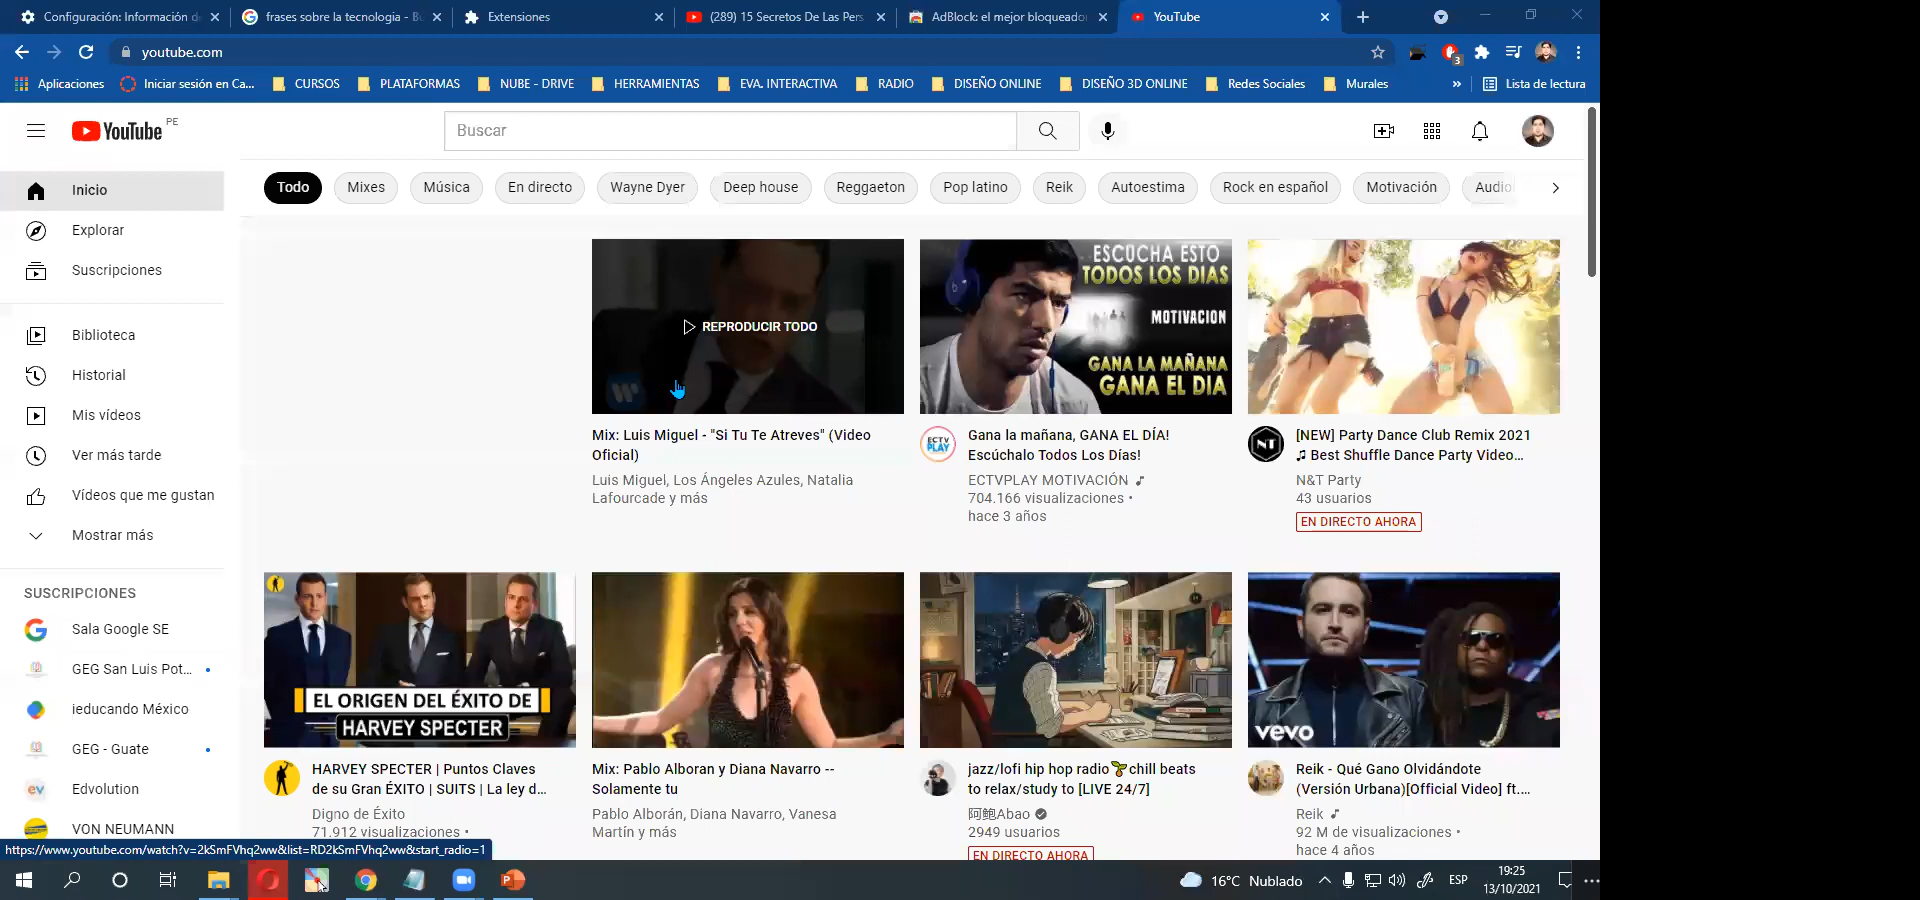 Configuración: Información d
frases sobre la tecnologia - Bu
Extensiones
(289) 15 Secretos De Las Pers
AdBlock: el mejor bloqueador
YouTube
youtube.com
3
Aplicaciones
Iniciar sesión en Ca...
CURSOS
PLATAFORMAS
NUBE - DRIVE
HERRAMIENTAS
EVA. INTERACTIVA
RADIO
DISEÑO ONLINE
DISEÑO 3D ONLINE
Redes Sociales
Murales
»
Lista de lectura
YouTube PE
Buscar
Todo
Mixes
Música
En directo
Wayne Dyer
Deep house
Reggaeton
Pop latino
Reik
Autoestima
Rock en español
Motivación
Audio
Inicio
Explorar
Suscripciones
Biblioteca
Historial
Mis vídeos
Ver más tarde
Vídeos que me gustan
Mostrar más
SUSCRIPCIONES
Sala Google SE
GEG San Luis Pot...
ieducando México
GEG - Guate
ev
Edvolution
VON NEUMANN
REPRODUCIR TODO
Mix: Luis Miguel - "Si Tu Te Atreves" (Video
Oficial)
Luis Miguel, Los Ángeles Azules, Natalia
Lafourcade y más
ESCUCHA ESTO
TODOS LOS DIAS
MOTIVACION
GANA LA MAÑANA
GANA EL DIA
ECTV
PLAY
Gana la mañana, GANA EL DÍA!
Escúchalo Todos Los Días!
ECTVPLAY MOTIVACIÓN
704.166 visualizaciones •
hace 3 años
NT
[NEW] Party Dance Club Remix 2021
♫ Best Shuffle Dance Party Video...
N&T Party
43 usuarios
EN DIRECTO AHORA
EL ORIGEN DEL ÉXITO DE
HARVEY SPECTER
HARVEY SPECTER | Puntos Claves
de su Gran ÉXITO | SUITS | La ley d...
Digno de Éxito
71.912 visualizaciones •
Mix: Pablo Alboran y Diana Navarro --
Solamente tu
Pablo Alborán, Diana Navarro, Vanesa
Martín y más
jazz/lofi hip hop radio🌱chill beats
to relax/study to [LIVE 24/7]
阿鲍Abao
2949 usuarios
EN DIRECTO AHORA
vevo
Reik - Qué Gano Olvidándote
(Versión Urbana)[Official Video] ft....
Reik
92 M de visualizaciones •
hace 4 años
https://www.youtube.com/watch?v=2kSmFVhq2ww&list=RD2kSmFVhq2ww&start_radio=1
16°C Nublado
ESP
19:25
13/10/2021